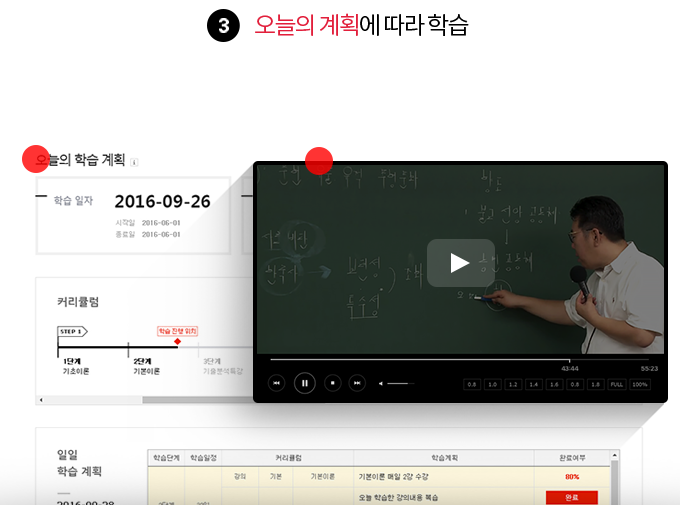 3 오늘의 계획에 따라 학습
오늘의 학습 계획
학습 일자 2016-09-26
시작일 2016-06-01
종료일 2016-06-01
커리큘럼
STEP 1
학습 진행 위치
1단계 2단계 3단계
기초이론 기본이론 기출분석특강
43:44 55:23
0.8 1.0 1.2 1.4 1.6 0.8 1.8 FULL 100%
일일
학습 계획
2016-09-28
학습단계 학습일정 커리큘럼 학습계획 완료여부
강의 기본 기본이론 기본이론 매일 2강 수강 80%
오늘 학습한 강의내용 복습 완료